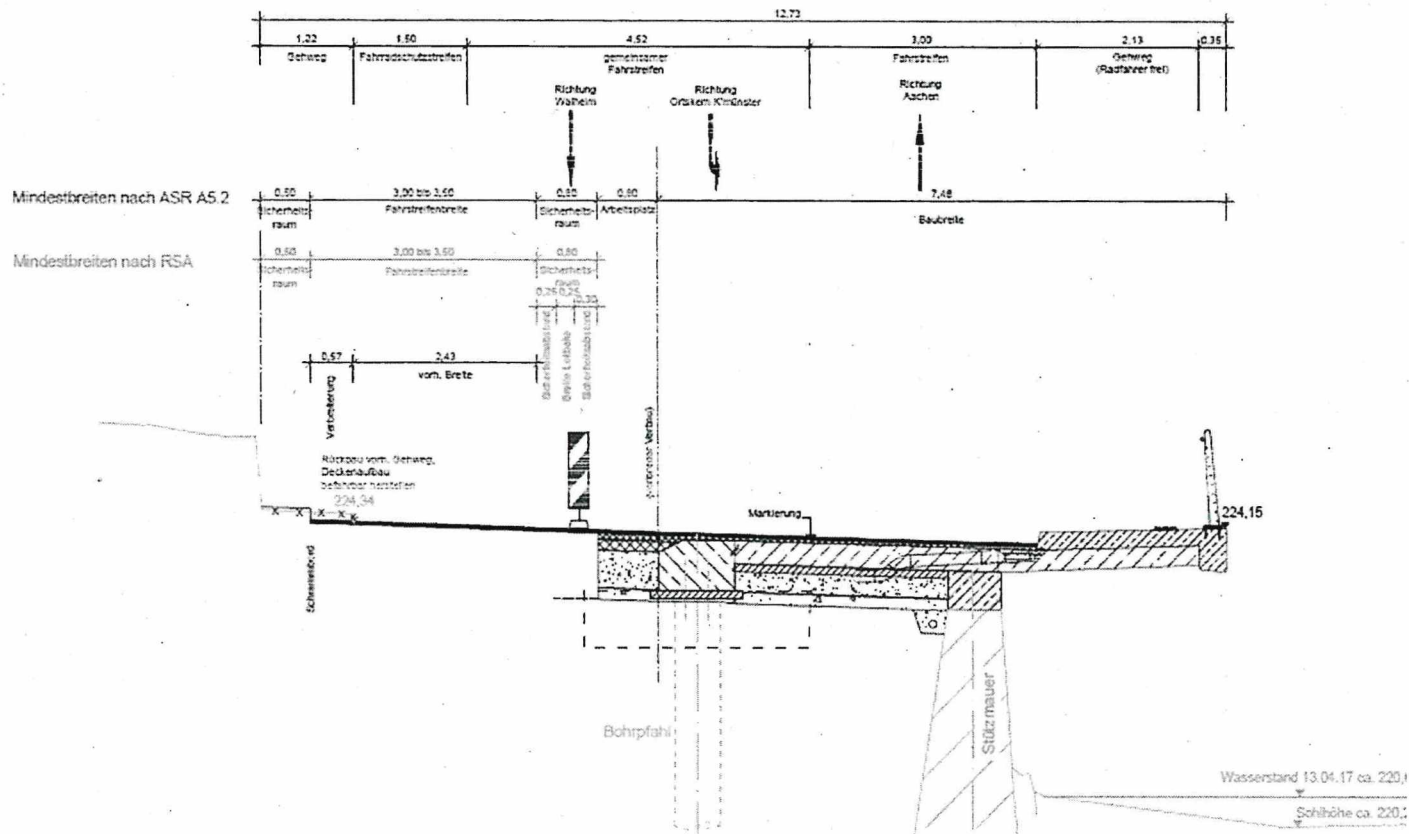 12,73
1,22
1,50
4,52
3,00
2,13
0,35
Gehweg
Fahrradschutzstreifen
gemeinsamer
Fahrstreifen
Fahrstreifen
Gehweg
(Radfahrer frei)
Richtung
Walheim
Richtung
Ortskern K'münster
Richtung
Aachen
Mindestbreiten nach ASR A5.2
0,50
3,00 bis 3,50
0,80
0,80
7,48
Sicherheits-
raum
Fahrstreifenbreite
Sicherheits-
raum
Arbeitsplatz
Baubreite
Mindestbreiten nach RSA
0,50
3,00 bis 3,50
0,80
Sicherheits-
raum
Fahrstreifenbreite
Sicherheits-
raum
0,25
0,25
0,30
Sicherheitsabstand
Breite Leitbake
Sicherheitsabstand
0,57
2,43
vorh. Breite
Verbreiterung
Rückbau vorh. Gehweg,
Deckenaufbau
befahrbar herstellen
224,34
Markierung
224,15
Bohrpfahl
Stützmauer
Wasserstand 13.04.17 ca. 220,
Sohlhöhe ca. 220,